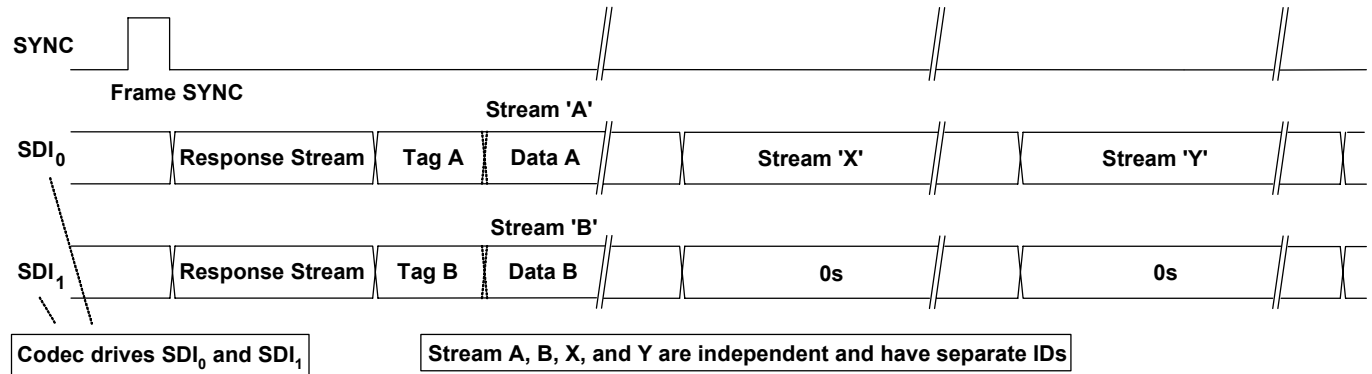 SYNC
Frame SYNC
Stream 'A'
SDI0 Response Stream Tag A Data A Stream 'X' Stream 'Y'
Stream 'B'
SDI1 Response Stream Tag B Data B 0s 0s
Codec drives SDI0 and SDI1
Stream A, B, X, and Y are independent and have separate IDs